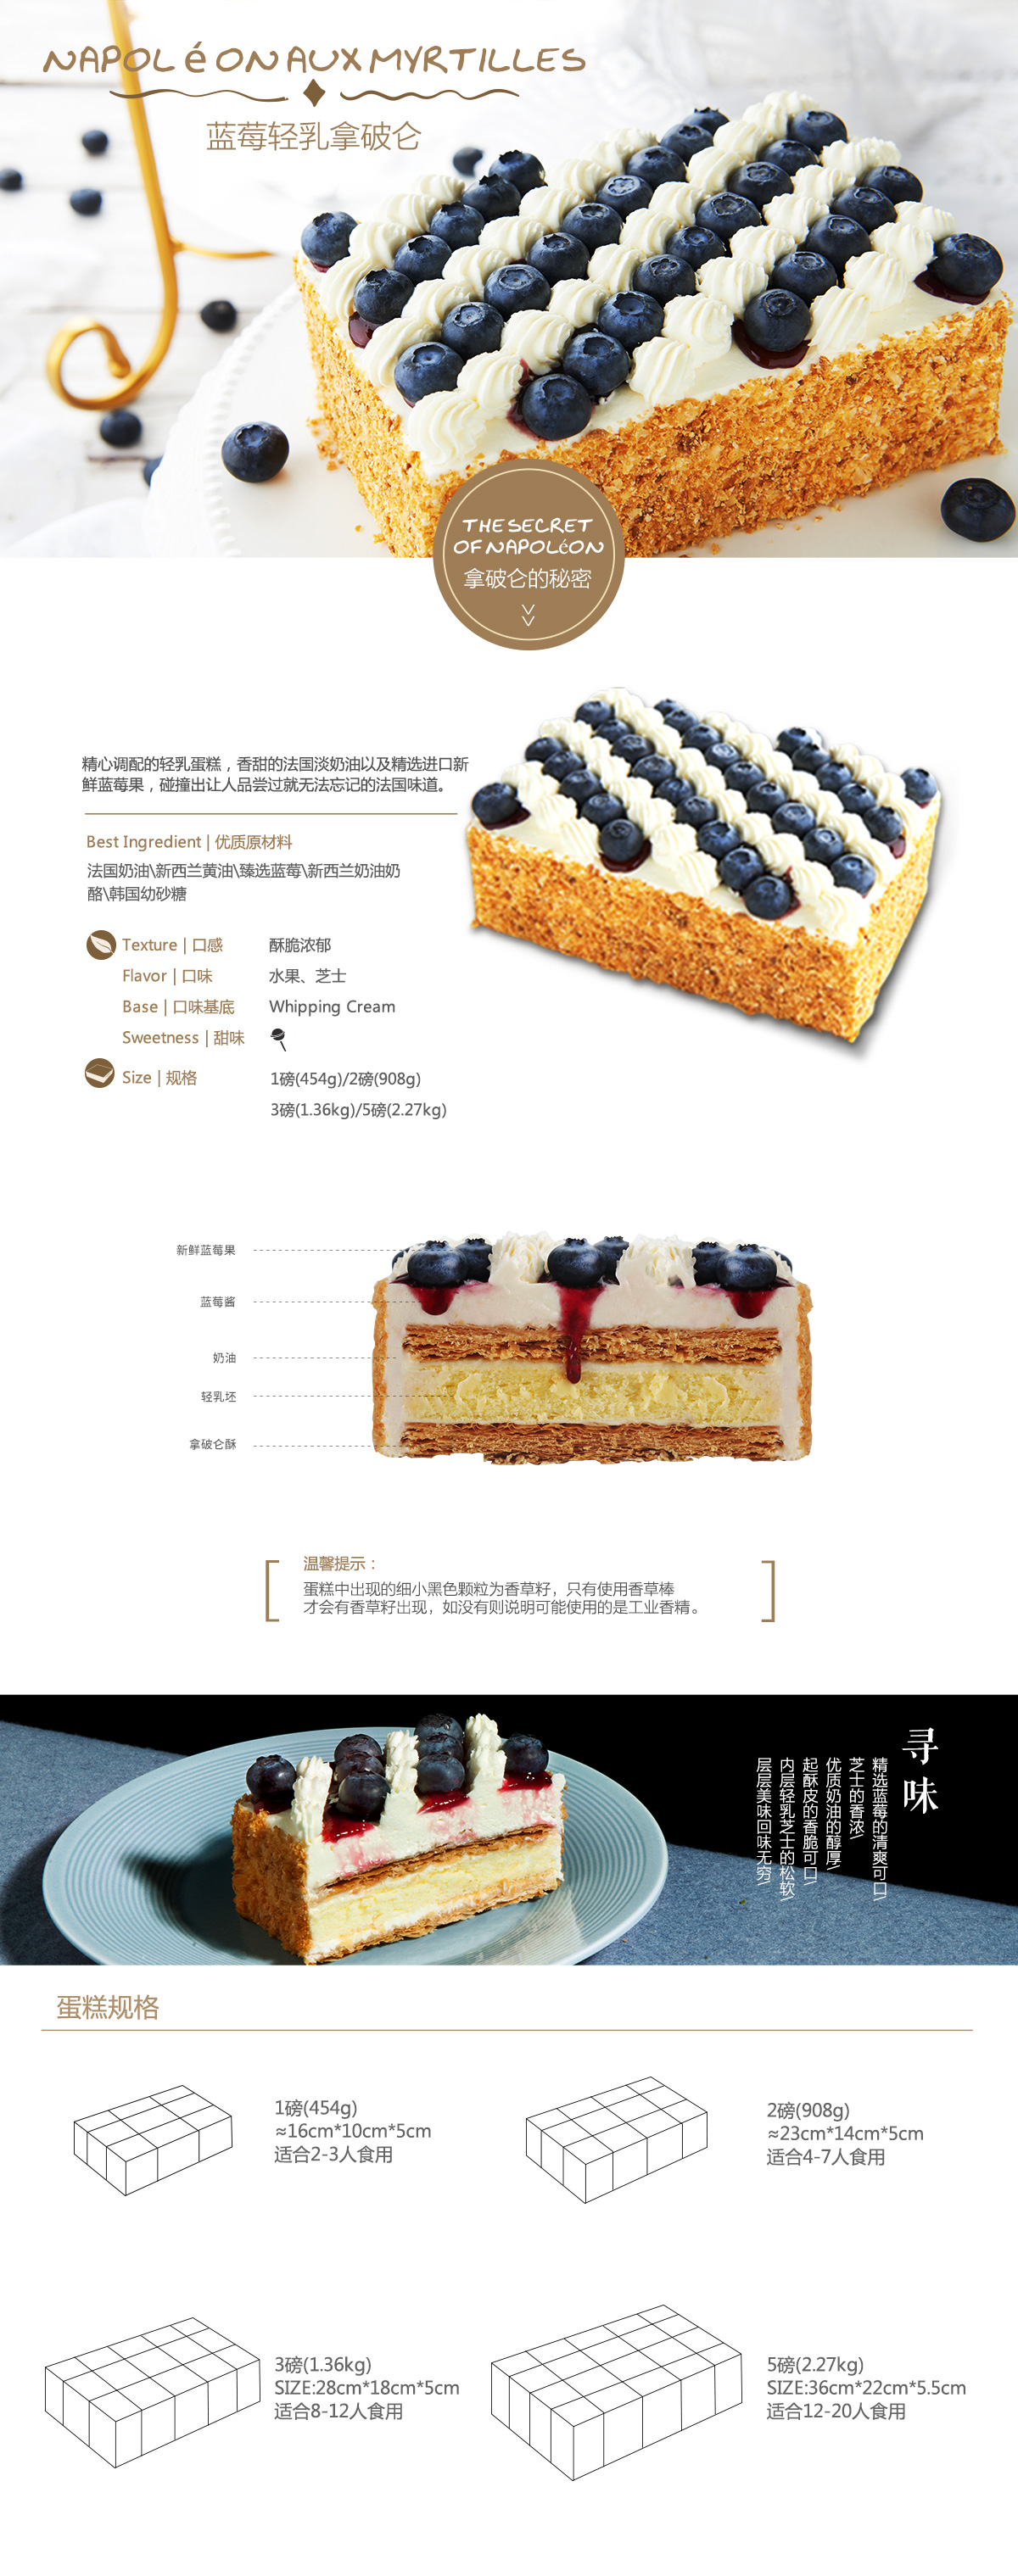 NAPOLéON AUX MYRTILLES
蓝莓轻乳拿破仑
THE SECRET
OF NAPOLéON
拿破仑的秘密
精心调配的轻乳蛋糕，香甜的法国淡奶油以及精选进口新
鲜蓝莓果，碰撞出让人品尝过就无法忘记的法国味道。
Best Ingredient | 优质原材料
法国奶油\新西兰黄油\臻选蓝莓\新西兰奶油奶
酪\韩国幼砂糖
Texture | 口感 酥脆浓郁
Flavor | 口味 水果、芝士
Base | 口味基底 Whipping Cream
Sweetness | 甜味
Size | 规格 1磅(454g)/2磅(908g)
3磅(1.36kg)/5磅(2.27kg)
新鲜蓝莓果
蓝莓酱
奶油
轻乳坯
拿破仑酥
温馨提示：
蛋糕中出现的细小黑色颗粒为香草籽，只有使用香草棒
才会有香草籽出现，如没有则说明可能使用的是工业香精。
寻味
精选蓝莓的清爽可口\
芝士的香浓\
优质奶油的醇厚\
起酥皮的香脆可口\
内层轻乳芝士的松软\
层层美味回味无穷\
蛋糕规格
1磅(454g)
≈16cm*10cm*5cm
适合2-3人食用
2磅(908g)
≈23cm*14cm*5cm
适合4-7人食用
3磅(1.36kg)
SIZE:28cm*18cm*5cm
适合8-12人食用
5磅(2.27kg)
SIZE:36cm*22cm*5.5cm
适合12-20人食用